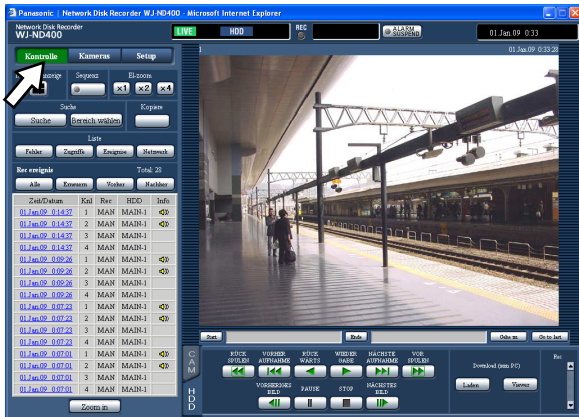 Panasonic | Network Disk Recorder WJ-ND400 - Microsoft Internet Explorer
Network Disk Recorder
WJ-ND400
LIVE HDD REC ALARM SUSPEND 01.Jan.09 0:33
Kontrolle Kameras Setup
1 01.Jan.09 0:33:28
Sequenz El-zoom
x1 x2 x4
Suche Kopiere
Suche Bereich wählen
Liste
Fehler Zugriffe Ereignise Netzwerk
Rec ereignis Total: 28
Alle Erneuern Vorher Nachher
Zeit/Datum Knl Rec HDD Info
01.Jan.09 0:14:37 1 MAN MAIN-1
01.Jan.09 0:14:37 2 MAN MAIN-1
01.Jan.09 0:14:37 3 MAN MAIN-1
01.Jan.09 0:14:37 4 MAN MAIN-1
01.Jan.09 0:09:26 1 MAN MAIN-1
01.Jan.09 0:09:26 2 MAN MAIN-1
01.Jan.09 0:09:26 3 MAN MAIN-1
01.Jan.09 0:09:26 4 MAN MAIN-1
01.Jan.09 0:07:23 1 MAN MAIN-1
01.Jan.09 0:07:23 2 MAN MAIN-1
01.Jan.09 0:07:23 3 MAN MAIN-1
01.Jan.09 0:07:23 4 MAN MAIN-1
01.Jan.09 0:07:01 1 MAN MAIN-1
01.Jan.09 0:07:01 2 MAN MAIN-1
01.Jan.09 0:07:01 3 MAN MAIN-1
01.Jan.09 0:07:01 4 MAN MAIN-1
Zoom in
Start Ende Gehe zu Go to last
CAM
HDD
RÜCK SPULEN VORHER AUFNAHME RÜCK WÄRTS WIEDER GABE NÄCHSTE AUFNAHME VOR SPULEN
VORHERIGES BILD PAUSE STOP NÄCHSTES BILD
Download (zum PC)
Laden Viewer
Rec